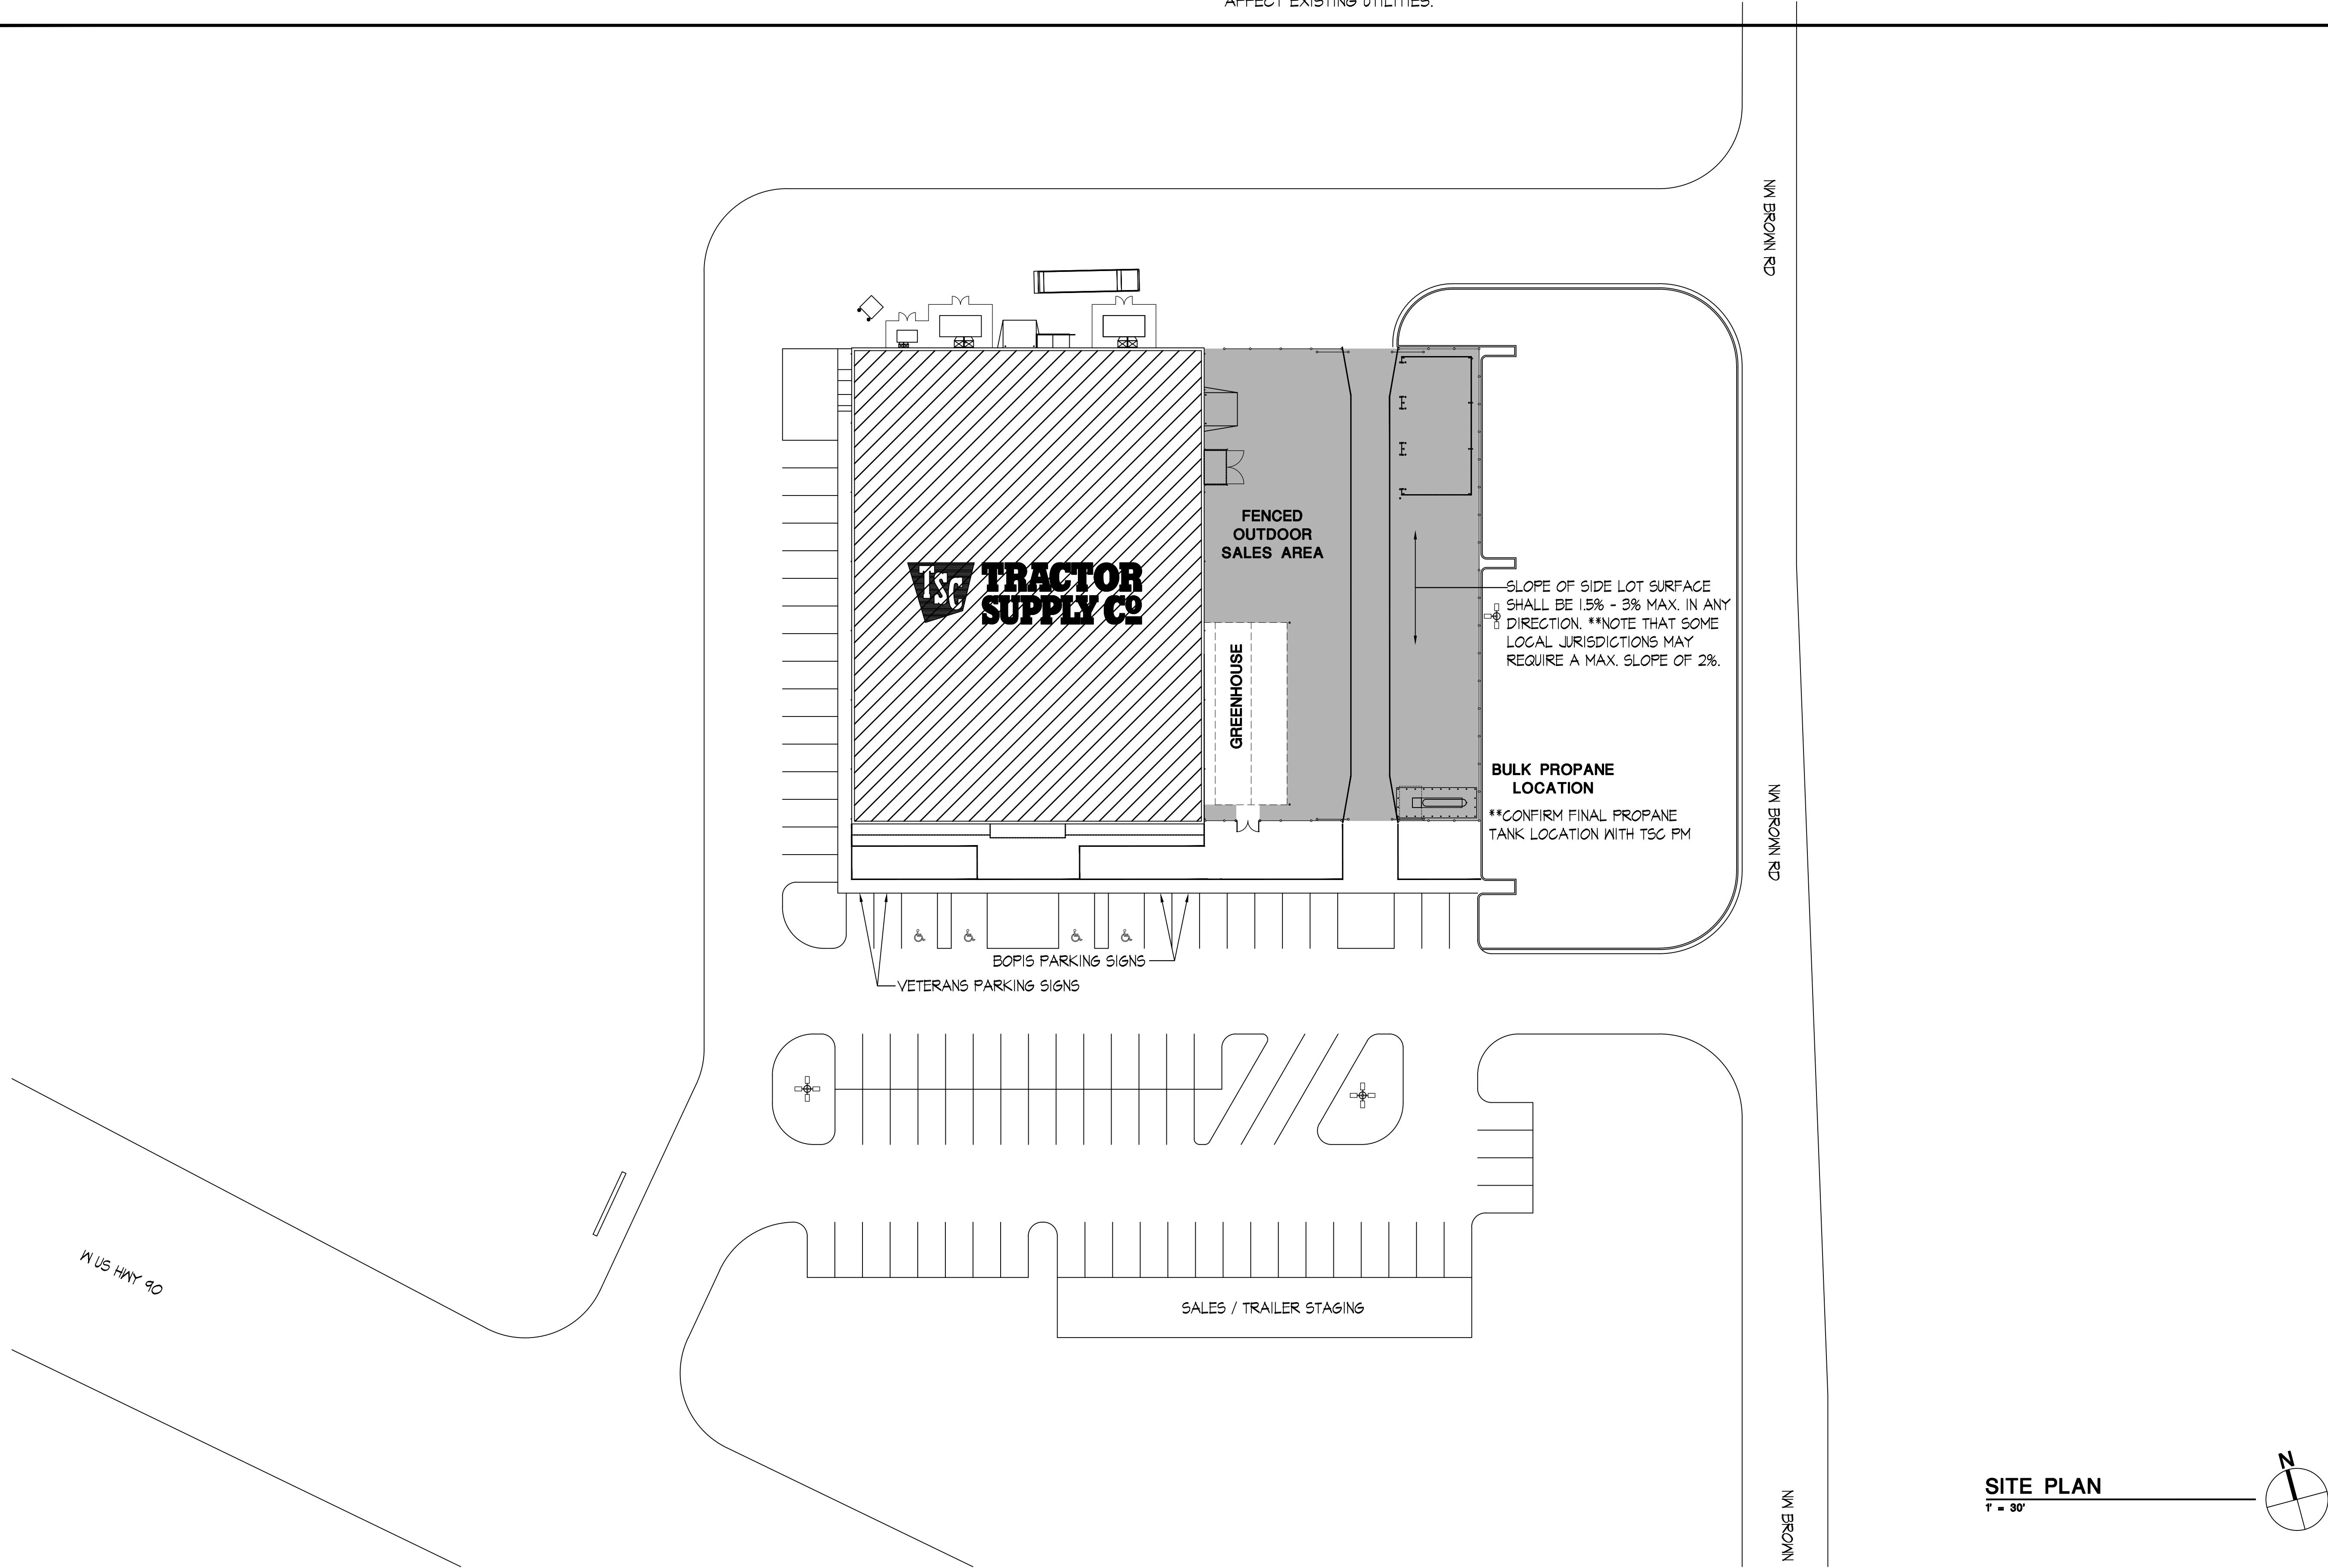 AFFECT EXISTING UTILITIES.
NW BROWN RD
FENCED
OUTDOOR
SALES AREA
TSC TRACTOR
SUPPLY CO
SLOPE OF SIDE LOT SURFACE
SHALL BE 1.5% - 3% MAX. IN ANY
DIRECTION. **NOTE THAT SOME
LOCAL JURISDICTIONS MAY
REQUIRE A MAX. SLOPE OF 2%.
GREENHOUSE
BULK PROPANE
LOCATION
**CONFIRM FINAL PROPANE
TANK LOCATION WITH TSC PM
NW BROWN RD
BOPIS PARKING SIGNS
VETERANS PARKING SIGNS
W US HWY 90
SALES / TRAILER STAGING
N
SITE PLAN
1' = 30'
NW BROWN